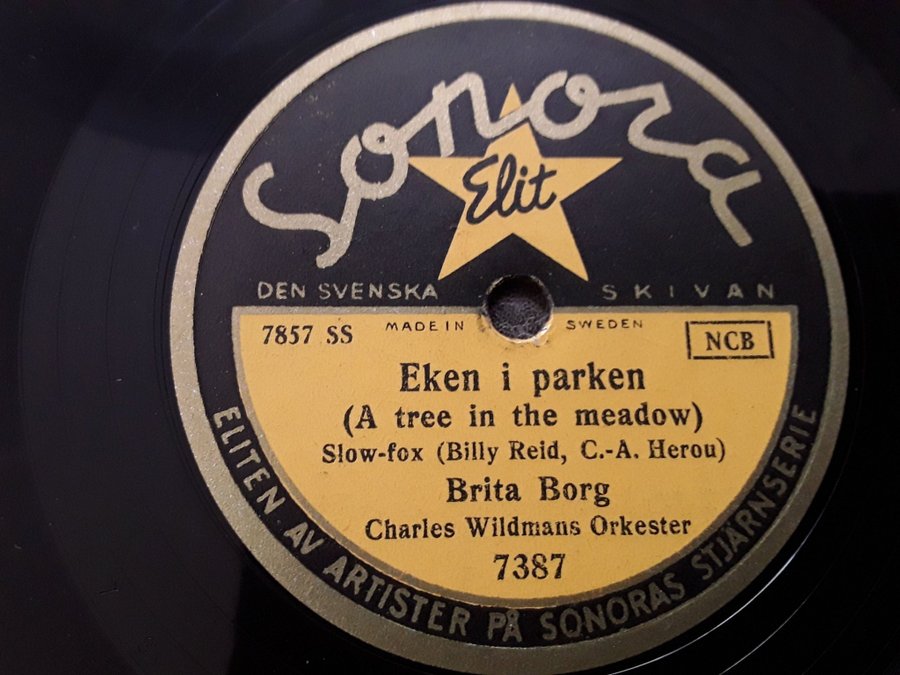 Sonora
Elit
DEN SVENSKA SKIVAN
7857 SS MADE IN SWEDEN NCB
Eken i parken
(A tree in the meadow)
Slow-fox (Billy Reid, C.-A. Herou)
Brita Borg
Charles Wildmans Orkester
7387
ELITEN AV ARTISTER PÅ SONORAS STJÄRNSERIE